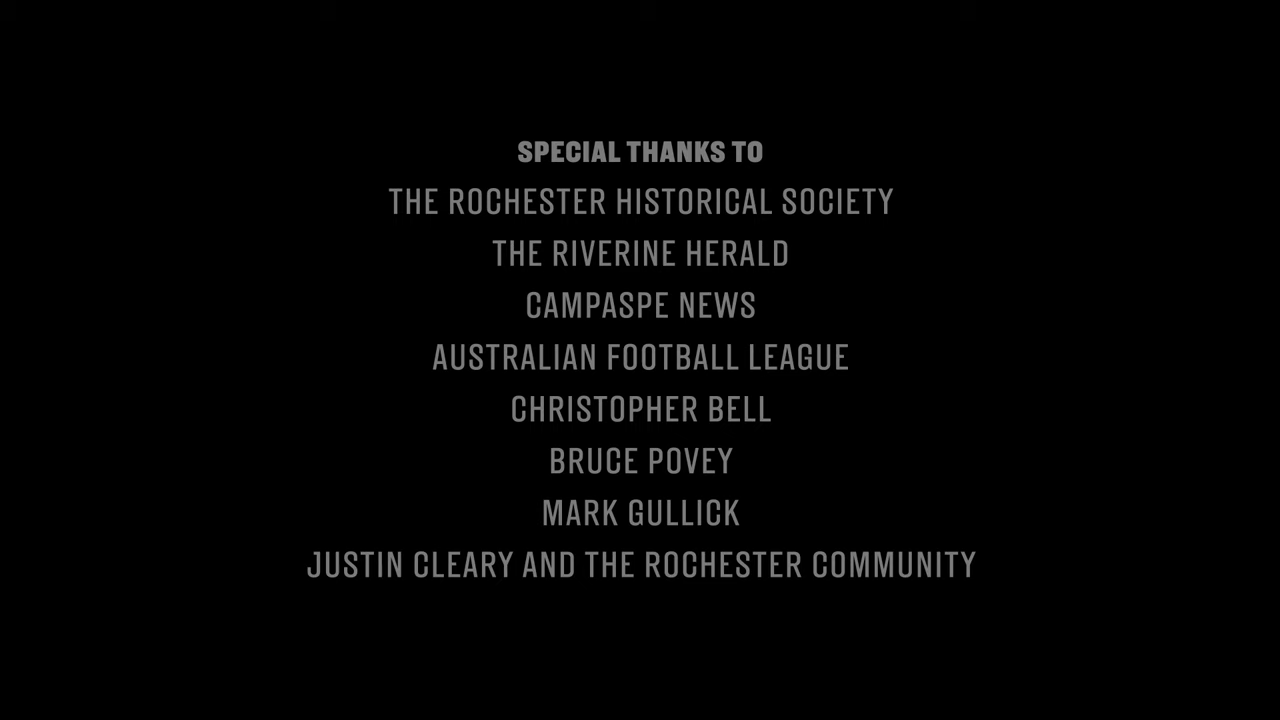 SPECIAL THANKS TO
THE ROCHESTER HISTORICAL SOCIETY
THE RIVERINE HERALD
CAMPASPE NEWS
AUSTRALIAN FOOTBALL LEAGUE
CHRISTOPHER BELL
BRUCE POVEY
MARK GULLICK
JUSTIN CLEARY AND THE ROCHESTER COMMUNITY